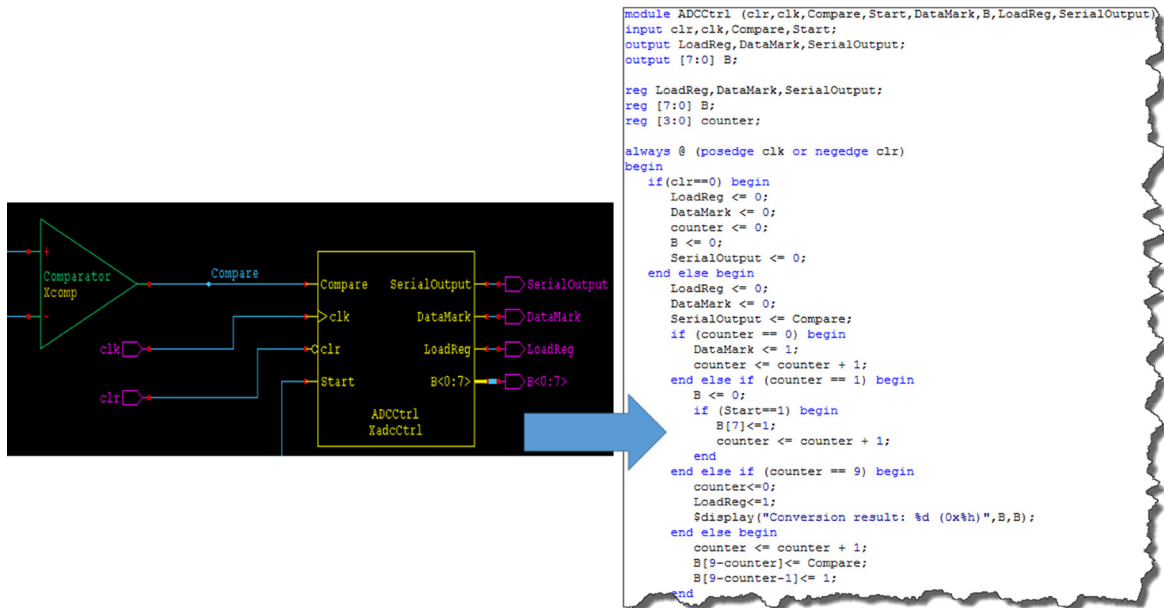 +
Comparator
Xcomp
-
Compare
clk
clr
Compare
SerialOutput
clk
DataMark
clr
LoadReg
Start
B<0:7>
ADCCtrl
XadcCtrl
SerialOutput
DataMark
LoadReg
B<0:7>
module ADCCtrl (clr,clk,Compare,Start,DataMark,B,LoadReg,SerialOutput)
input clr,clk,Compare,Start;
output LoadReg,DataMark,SerialOutput;
output [7:0] B;
reg LoadReg,DataMark,SerialOutput;
reg [7:0] B;
reg [3:0] counter;
always @ (posedge clk or negedge clr)
begin
if(clr==0) begin
LoadReg <= 0;
DataMark <= 0;
counter <= 0;
B <= 0;
SerialOutput <= 0;
end else begin
LoadReg <= 0;
DataMark <= 0;
SerialOutput <= Compare;
if (counter == 0) begin
DataMark <= 1;
counter <= counter + 1;
end else if (counter == 1) begin
B <= 0;
if (Start==1) begin
B[7]<=1;
counter <= counter + 1;
end
end else if (counter == 9) begin
counter<=0;
LoadReg<=1;
$display("Conversion result: %d (0x%h)",B,B);
end else begin
counter <= counter + 1;
B[9-counter]<= Compare;
B[9-counter-1]<= 1;
end